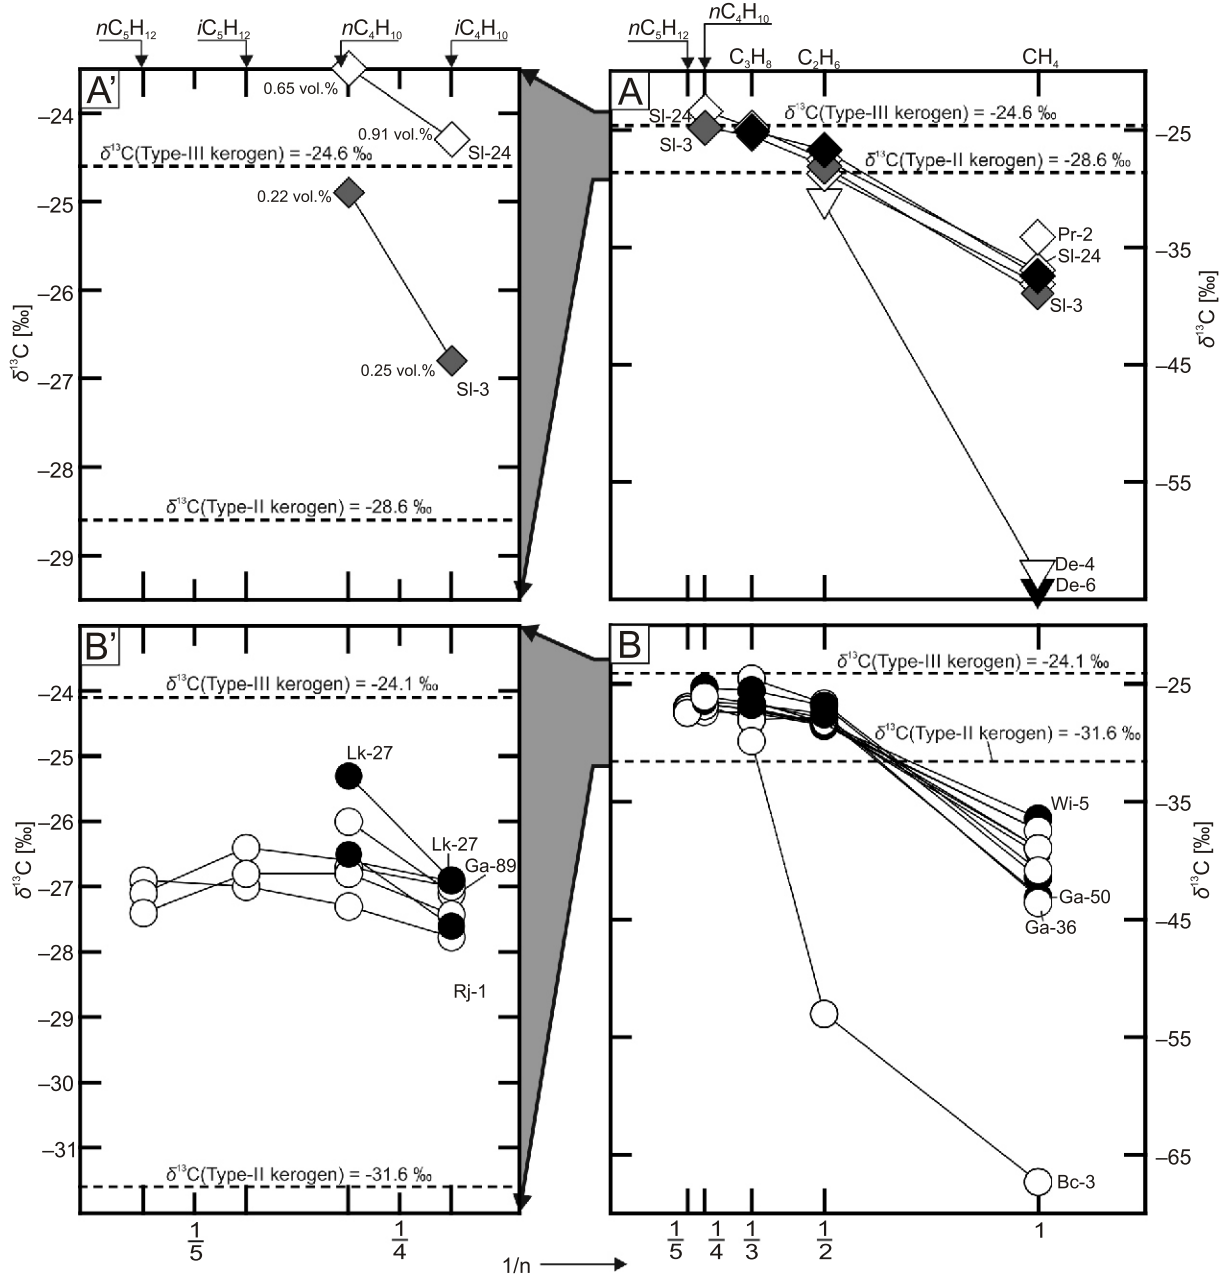 nC5H12 iC5H12 nC4H10 iC4H10
nC5H12 nC4H10 C3H8 C2H6 CH4
A’
0.65 vol.%
–24
0.91 vol.%
Sl-24
δ¹³C(Type-III kerogen) = -24.6 ‰
0.22 vol.%
–25
–26
0.25 vol.%
–27
Sl-3
–28
δ¹³C(Type-II kerogen) = -28.6 ‰
–29
δ¹³C [‰]
A
Sl-24
δ¹³C(Type-III kerogen) = -24.6 ‰
–25
Sl-3
δ¹³C(Type-II kerogen) = -28.6 ‰
Pr-2
–35
Sl-24
Sl-3
δ¹³C [‰]
–45
–55
De-4
De-6
B’
–24
δ¹³C(Type-III kerogen) = -24.1 ‰
Lk-27
–25
–26
Lk-27
Ga-89
–27
–28
Rj-1
–29
–30
–31
δ¹³C(Type-II kerogen) = -31.6 ‰
δ¹³C [‰]
1/5 1/4
B
δ¹³C(Type-III kerogen) = -24.1 ‰
–25
δ¹³C(Type-II kerogen) = -31.6 ‰
Wi-5
–35
δ¹³C [‰]
Ga-50
–45
Ga-36
–55
–65
Bc-3
1/5 1/4 1/3 1/2 1
1/n